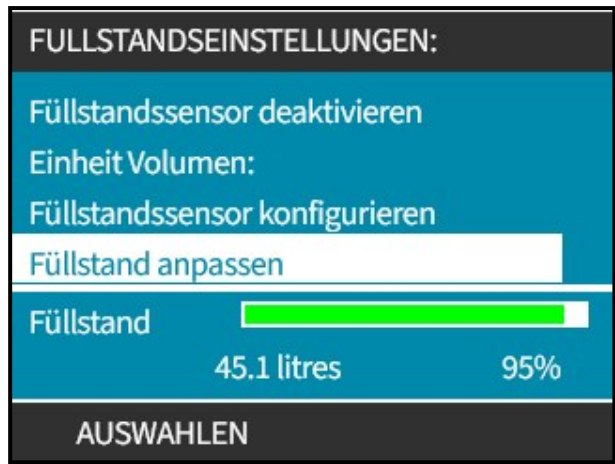 FULLSTANDSEINSTELLUNGEN:
Füllstandssensor deaktivieren
Einheit Volumen:
Füllstandssensor konfigurieren
Füllstand anpassen
Füllstand
45.1 litres 95%
AUSWAHLEN